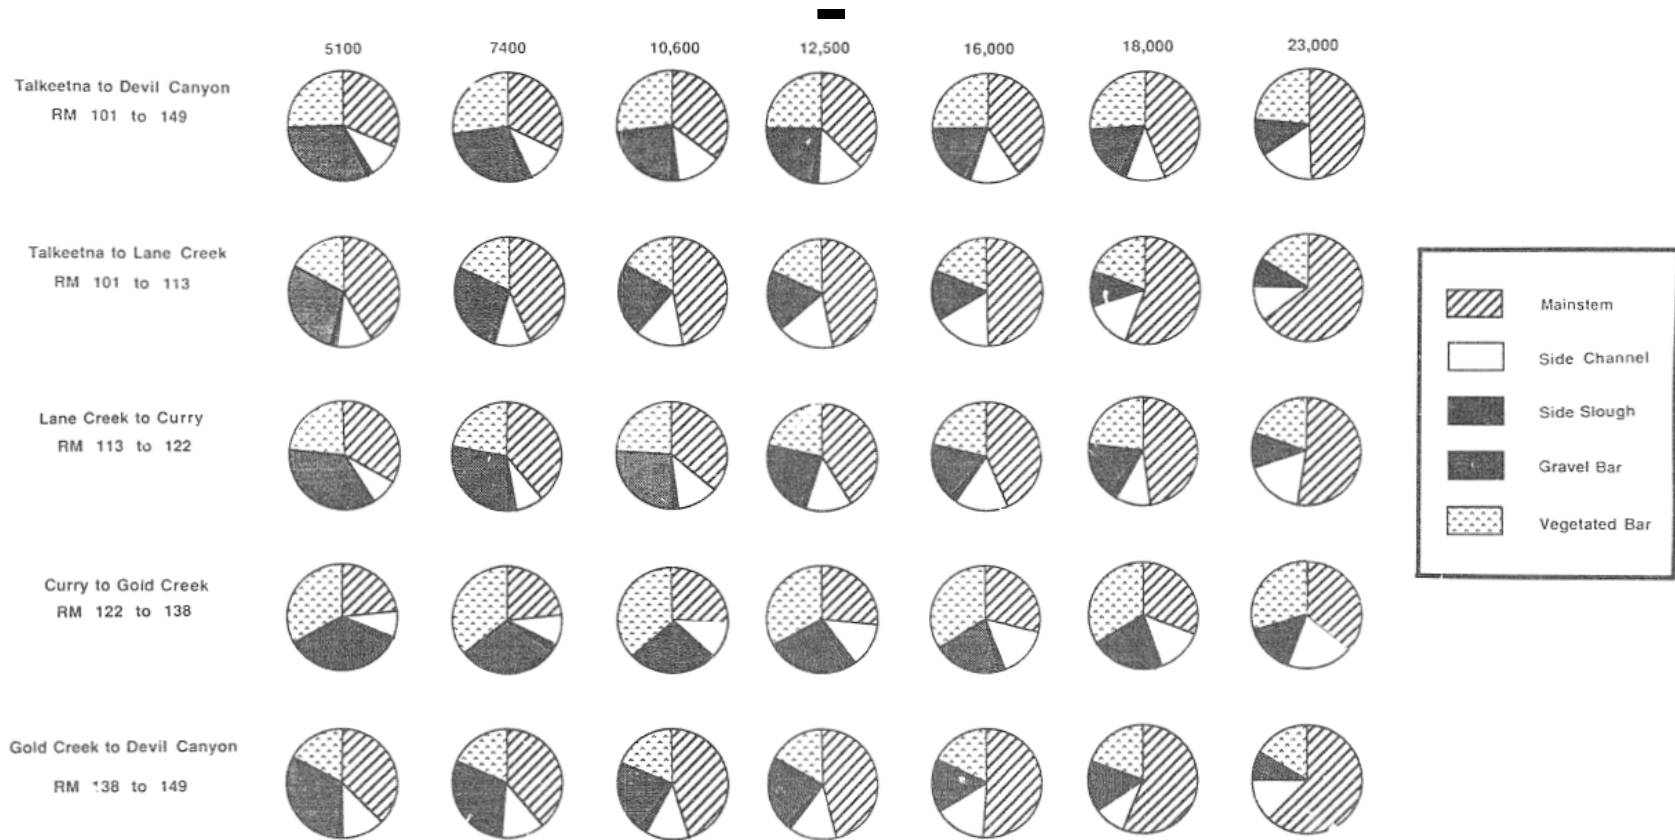 5100 7400 10,600 12,500 16,000 18,000 23,000
Talkeetna to Devil Canyon
RM 101 to 149
Talkeetna to Lane Creek
RM 101 to 113
Lane Creek to Curry
RM 113 to 122
Curry to Gold Creek
RM 122 to 138
Gold Creek to Devil Canyon
RM 138 to 149
Mainstem
Side Channel
Side Slough
Gravel Bar
Vegetated Bar